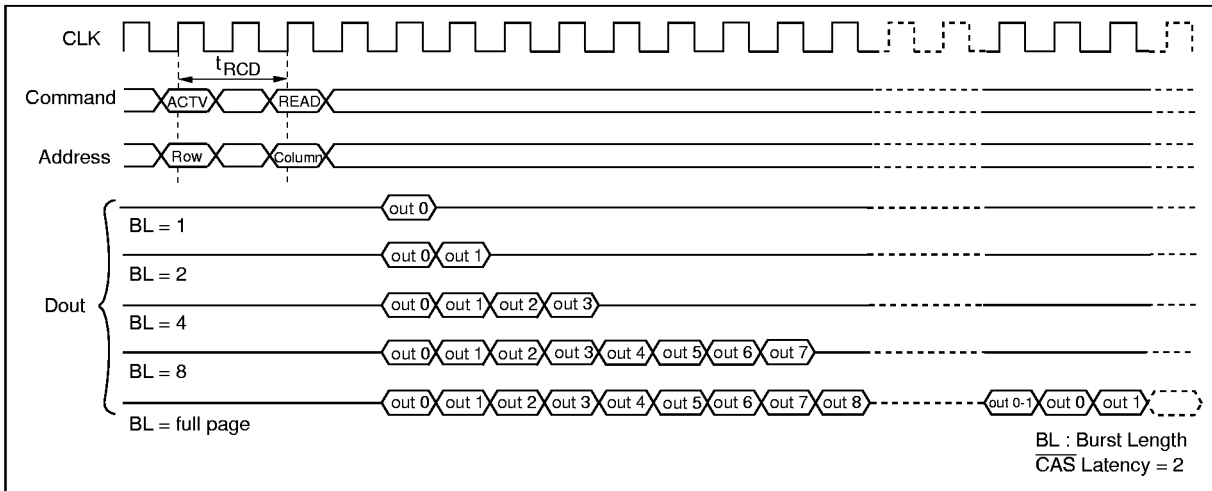 CLK
tRCD
Command ACTV READ
Address Row Column
out 0
BL = 1
out 0 out 1
BL = 2
Dout out 0 out 1 out 2 out 3
BL = 4
out 0 out 1 out 2 out 3 out 4 out 5 out 6 out 7
BL = 8
out 0 out 1 out 2 out 3 out 4 out 5 out 6 out 7 out 8 out 0-1 out 0 out 1
BL = full page
BL : Burst Length
CAS Latency = 2